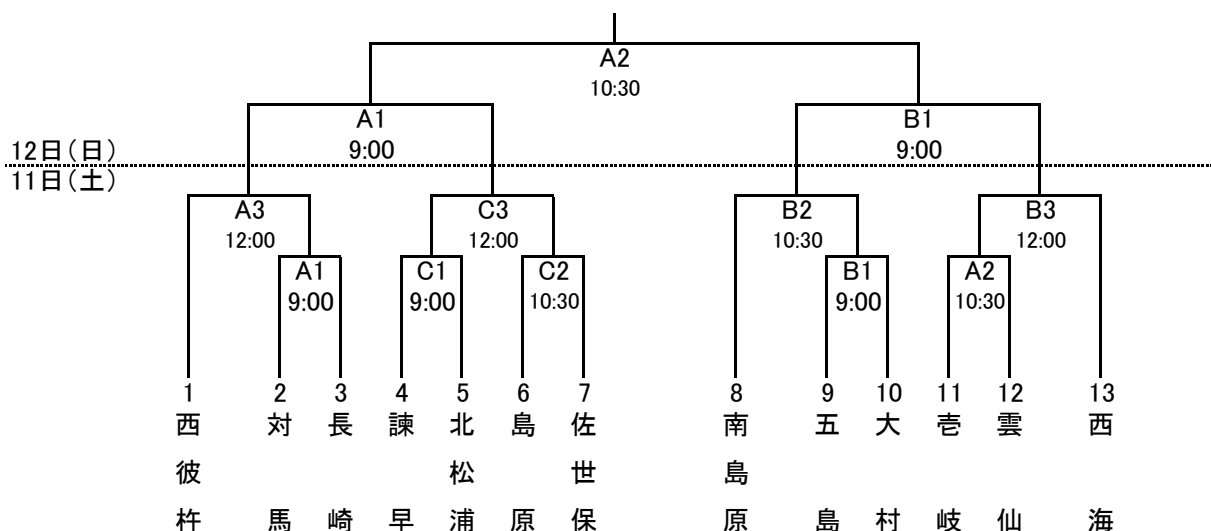 A2
10:30
A1
9:00
B1
9:00
12日(日)
11日(土)
A3
12:00
C3
12:00
B2
10:30
B3
12:00
A1
9:00
C1
9:00
C2
10:30
B1
9:00
A2
10:30
1
西彼杵
2
対馬
3
長崎
4
諫早
5
北松浦
6
島原
7
佐世保
8
南島原
9
五島
10
大村
11
壱岐
12
雲仙
13
西海